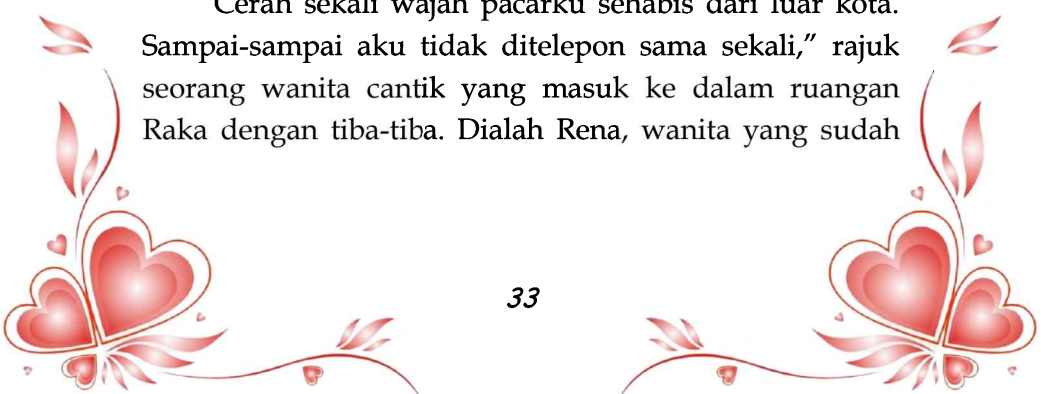 Cerah sekali wajah pacarku sehabis dari luar kota.
Sampai-sampai aku tidak ditelepon sama sekali,” rajuk
seorang wanita cantik yang masuk ke dalam ruangan
Raka dengan tiba-tiba. Dialah Rena, wanita yang sudah
33